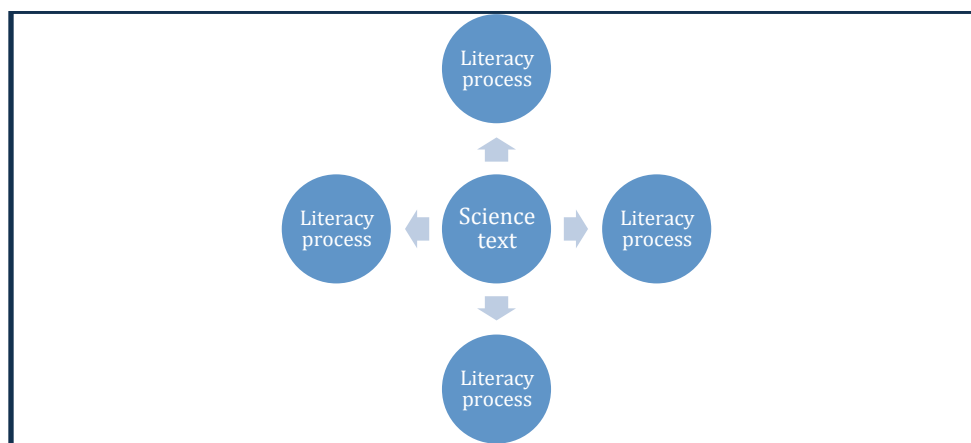 Literacy
process
Literacy
process
Science
text
Literacy
process
Literacy
process